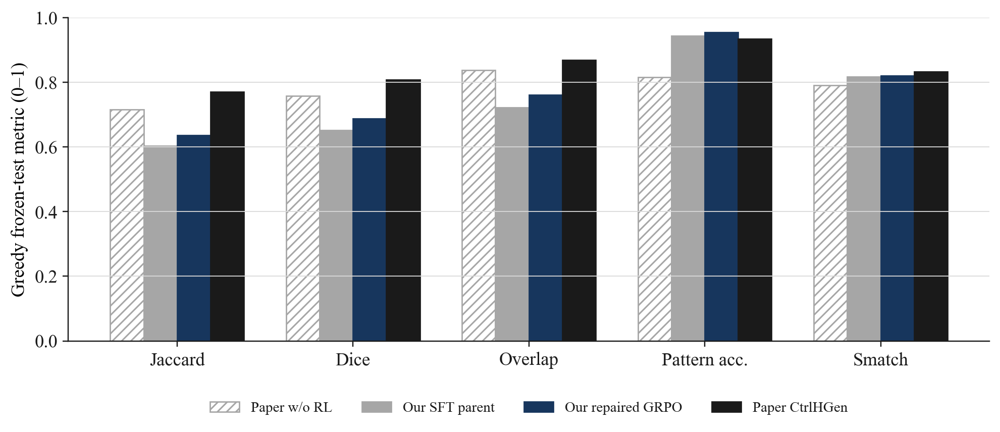 Greedy frozen-test metric (0–1)
1.0
0.8
0.6
0.4
0.2
0.0
Jaccard Dice Overlap Pattern acc. Smatch
Paper w/o RL Our SFT parent Our repaired GRPO Paper CtrlHGen